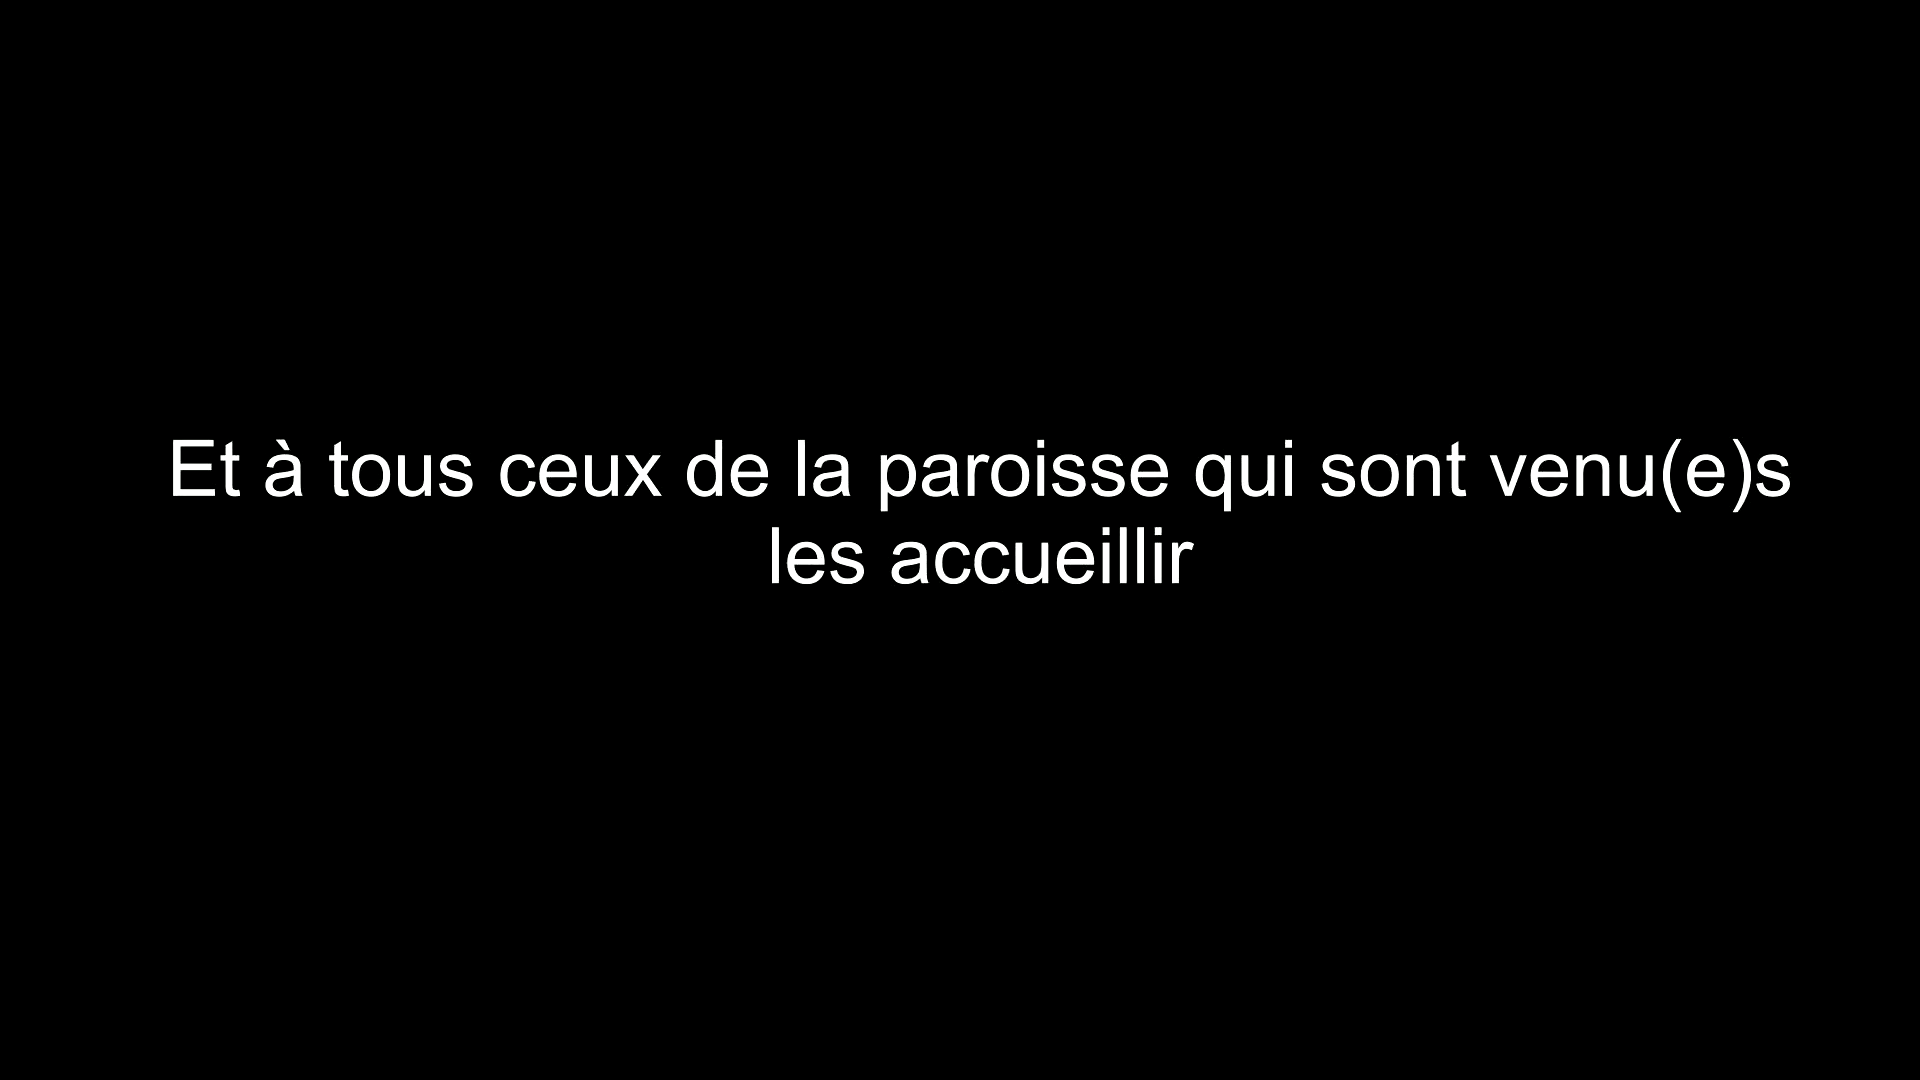 Et à tous ceux de la paroisse qui sont venu(e)s
les accueillir